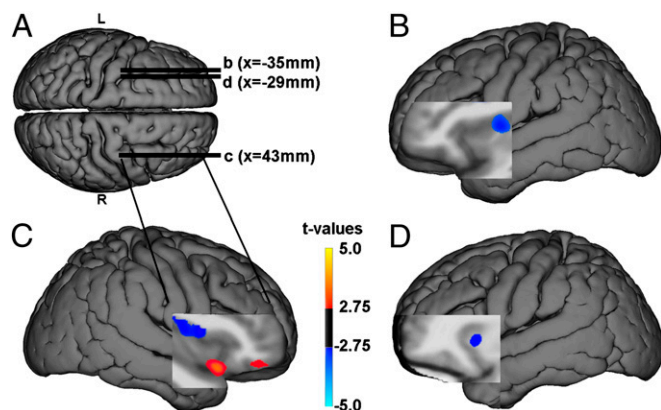 A
L
b (x=-35mm)
d (x=-29mm)
c (x=43mm)
R
B
C
t-values
5.0
2.75
-2.75
-5.0
D